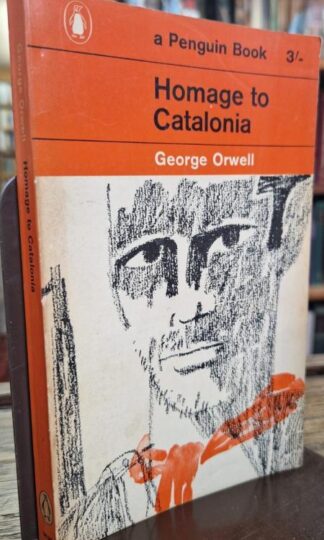 a Penguin Book 3/-
Homage to
Catalonia
George Orwell
George Orwell Homage to Catalonia